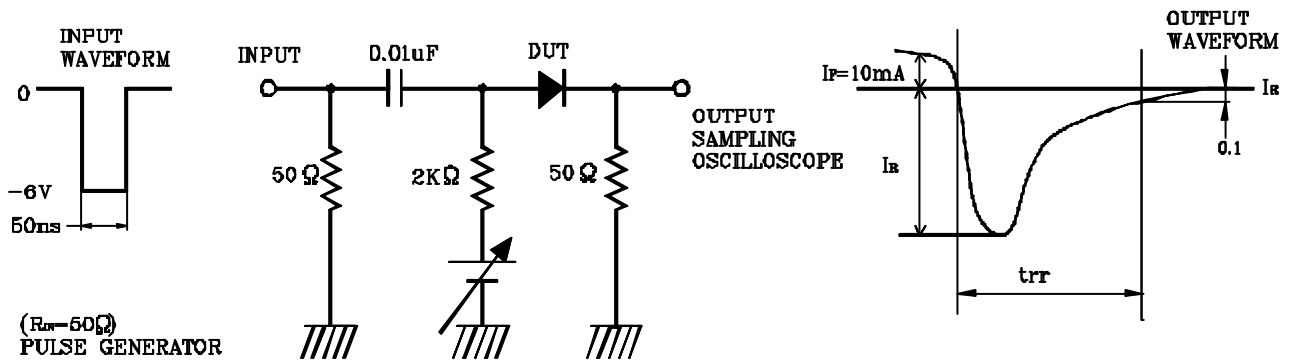 INPUT
WAVEFORM
0
-6V
50ns
(RIN=50Ω)
PULSE GENERATOR
INPUT
0.01uF
DUT
50Ω
2KΩ
50Ω
OUTPUT
SAMPLING
OSCILLOSCOPE
OUTPUT
WAVEFORM
IF=10mA
IR
IR
0.1
trr